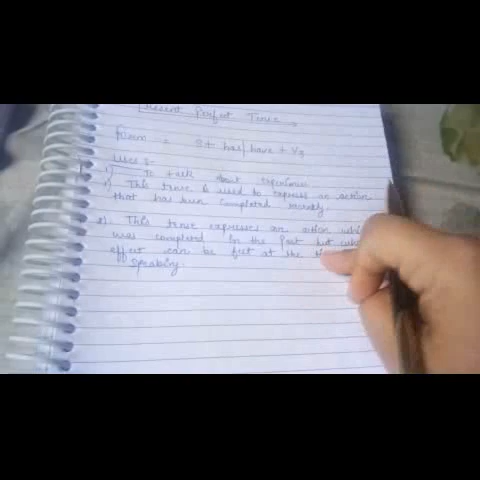 Present Perfect Tense
Form = S + has/have + V3
Uses :-
1) To talk about experience
1) This tense is used to express an action
that has been completed recently.
2) This tense expresses an action
was completed in the past but
effect can be feet at the
speaking.